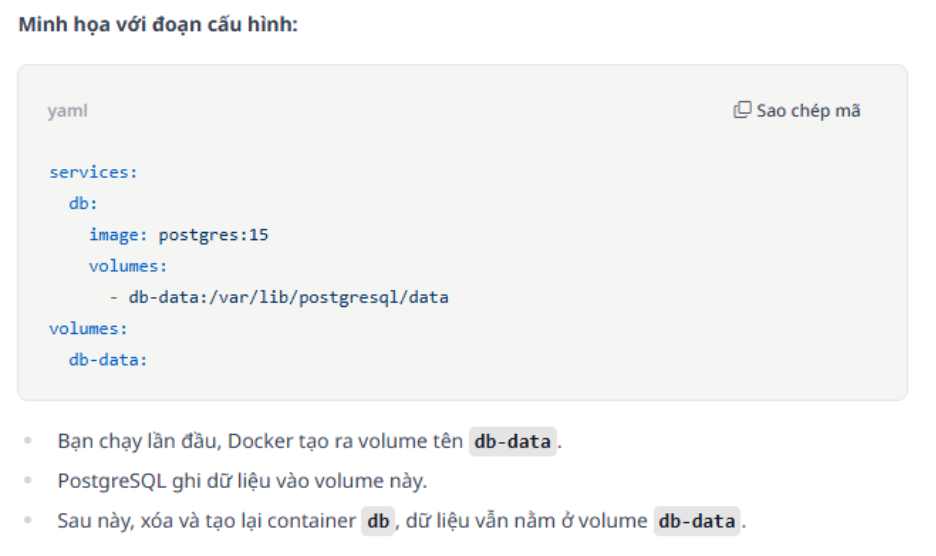 Minh họa với đoạn cấu hình:
yaml
Sao chép mã
services:
  db:
    image: postgres:15
    volumes:
      - db-data:/var/lib/postgresql/data
volumes:
  db-data:
Bạn chạy lần đầu, Docker tạo ra volume tên db-data.
PostgreSQL ghi dữ liệu vào volume này.
Sau này, xóa và tạo lại container db, dữ liệu vẫn nằm ở volume db-data.